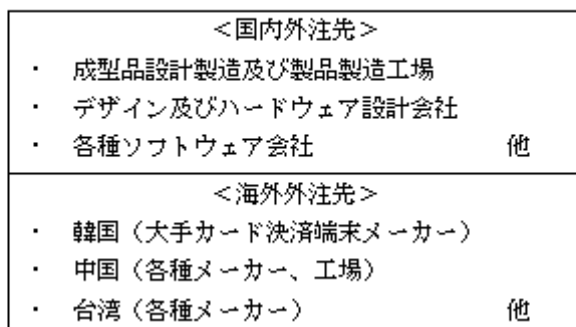 ＜国内外注先＞
・ 成型品設計製造及び製品製造工場
・ デザイン及びハードウェア設計会社
・ 各種ソフトウェア会社 他
＜海外外注先＞
・ 韓国（大手カード決済端末メーカー）
・ 中国（各種メーカー、工場）
・ 台湾（各種メーカー） 他